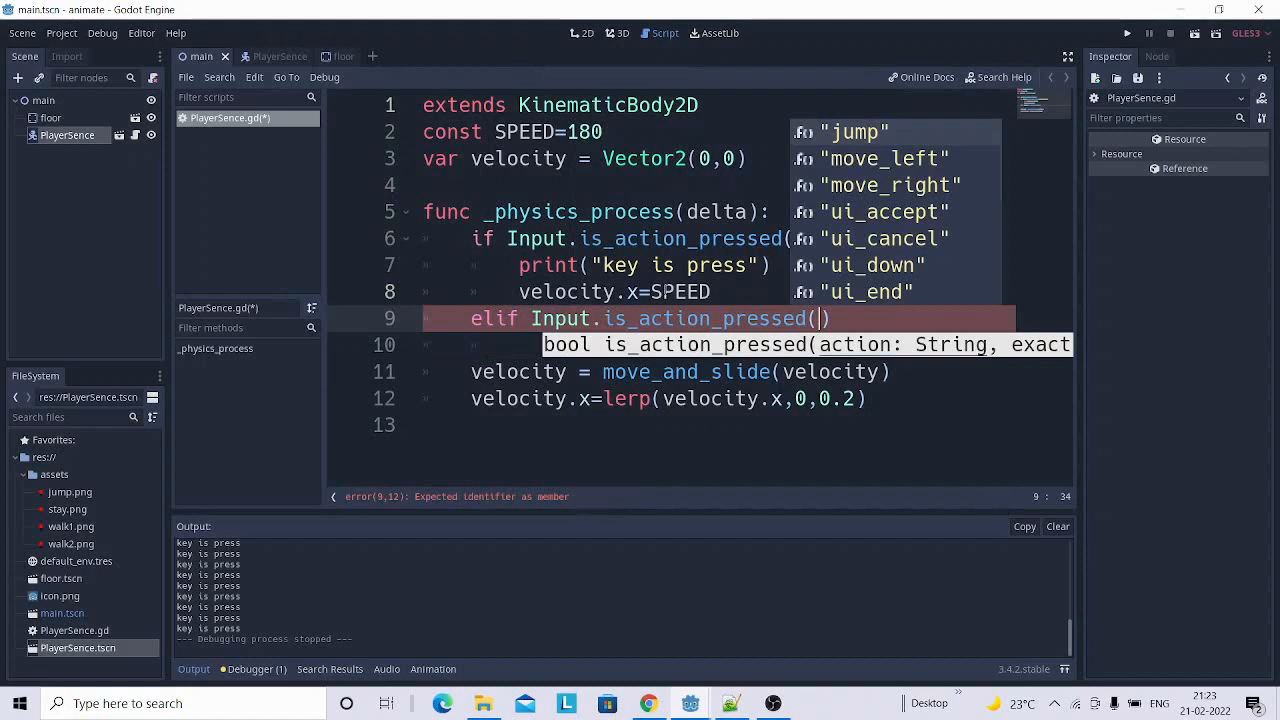 main.tscn - animate - Godot Engine
Scene Project Debug Editor Help
2D 3D Script AssetLib
GLES3
Scene Import
main PlayerSence floor
Inspector Node
Filter nodes
File Search Edit Go To Debug
Online Docs Search Help
Filter scripts
PlayerSence.gd
main
floor
PlayerSence
PlayerSence.gd(*)
Filter properties
Resource
Resource
Reference
1 extends KinematicBody2D
2 const SPEED=180
3 var velocity = Vector2(0,0)
4
5 func _physics_process(delta):
6 if Input.is_action_pressed(
7 print("key is press")
8 velocity.x=SPEED
9 elif Input.is_action_pressed()
10
11 velocity = move_and_slide(velocity)
12 velocity.x=lerp(velocity.x,0,0.2)
13
"jump"
"move_left"
"move_right"
"ui_accept"
"ui_cancel"
"ui_down"
"ui_end"
bool is_action_pressed(action: String, exact
PlayerSence.gd(*)
Filter methods
_physics_process
FileSystem
res://PlayerSence.tscn
Search files
Favorites:
res://
assets
jump.png
stay.png
walk1.png
walk2.png
default_env.tres
floor.tscn
icon.png
main.tscn
PlayerSence.gd
PlayerSence.tscn
error(9,12): Expected identifier as member
9 : 34
Output:
Copy Clear
key is press
key is press
key is press
key is press
key is press
key is press
key is press
key is press
key is press
--- Debugging process stopped ---
Output Debugger (1) Search Results Audio Animation
3.4.2.stable
Type here to search
Desktop
23°C
ENG
21:23
21-02-2022
2